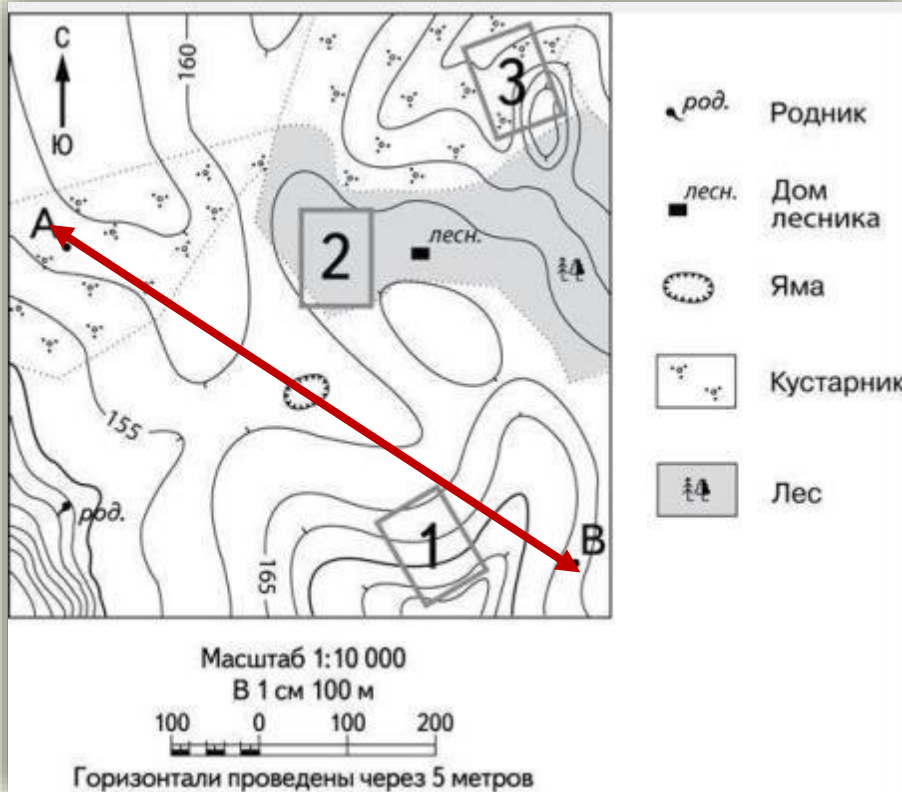 С
Ю
160
3
А
2
лесн.
155
род.
165
1
В
род. Родник
лесн. Дом
лесника
Яма
Кустарник
Лес
Масштаб 1:10 000
В 1 см 100 м
100 0 100 200
Горизонтали проведены через 5 метров